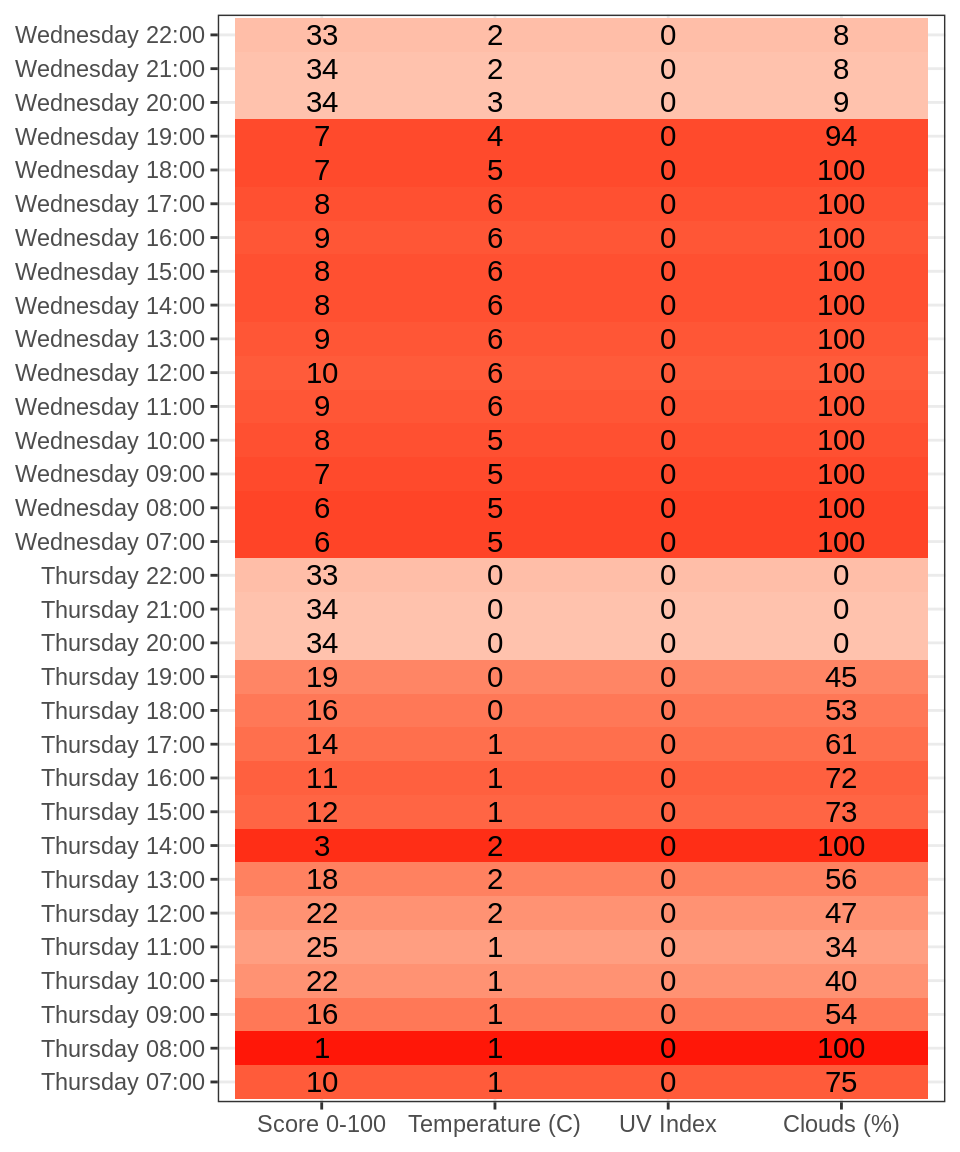 Wednesday 22:00 33 2 0 8
Wednesday 21:00 34 2 0 8
Wednesday 20:00 34 3 0 9
Wednesday 19:00 7 4 0 94
Wednesday 18:00 7 5 0 100
Wednesday 17:00 8 6 0 100
Wednesday 16:00 9 6 0 100
Wednesday 15:00 8 6 0 100
Wednesday 14:00 8 6 0 100
Wednesday 13:00 9 6 0 100
Wednesday 12:00 10 6 0 100
Wednesday 11:00 9 6 0 100
Wednesday 10:00 8 5 0 100
Wednesday 09:00 7 5 0 100
Wednesday 08:00 6 5 0 100
Wednesday 07:00 6 5 0 100
Thursday 22:00 33 0 0 0
Thursday 21:00 34 0 0 0
Thursday 20:00 34 0 0 0
Thursday 19:00 19 0 0 45
Thursday 18:00 16 0 0 53
Thursday 17:00 14 1 0 61
Thursday 16:00 11 1 0 72
Thursday 15:00 12 1 0 73
Thursday 14:00 3 2 0 100
Thursday 13:00 18 2 0 56
Thursday 12:00 22 2 0 47
Thursday 11:00 25 1 0 34
Thursday 10:00 22 1 0 40
Thursday 09:00 16 1 0 54
Thursday 08:00 1 1 0 100
Thursday 07:00 10 1 0 75
Score 0-100 Temperature (C) UV Index Clouds (%)